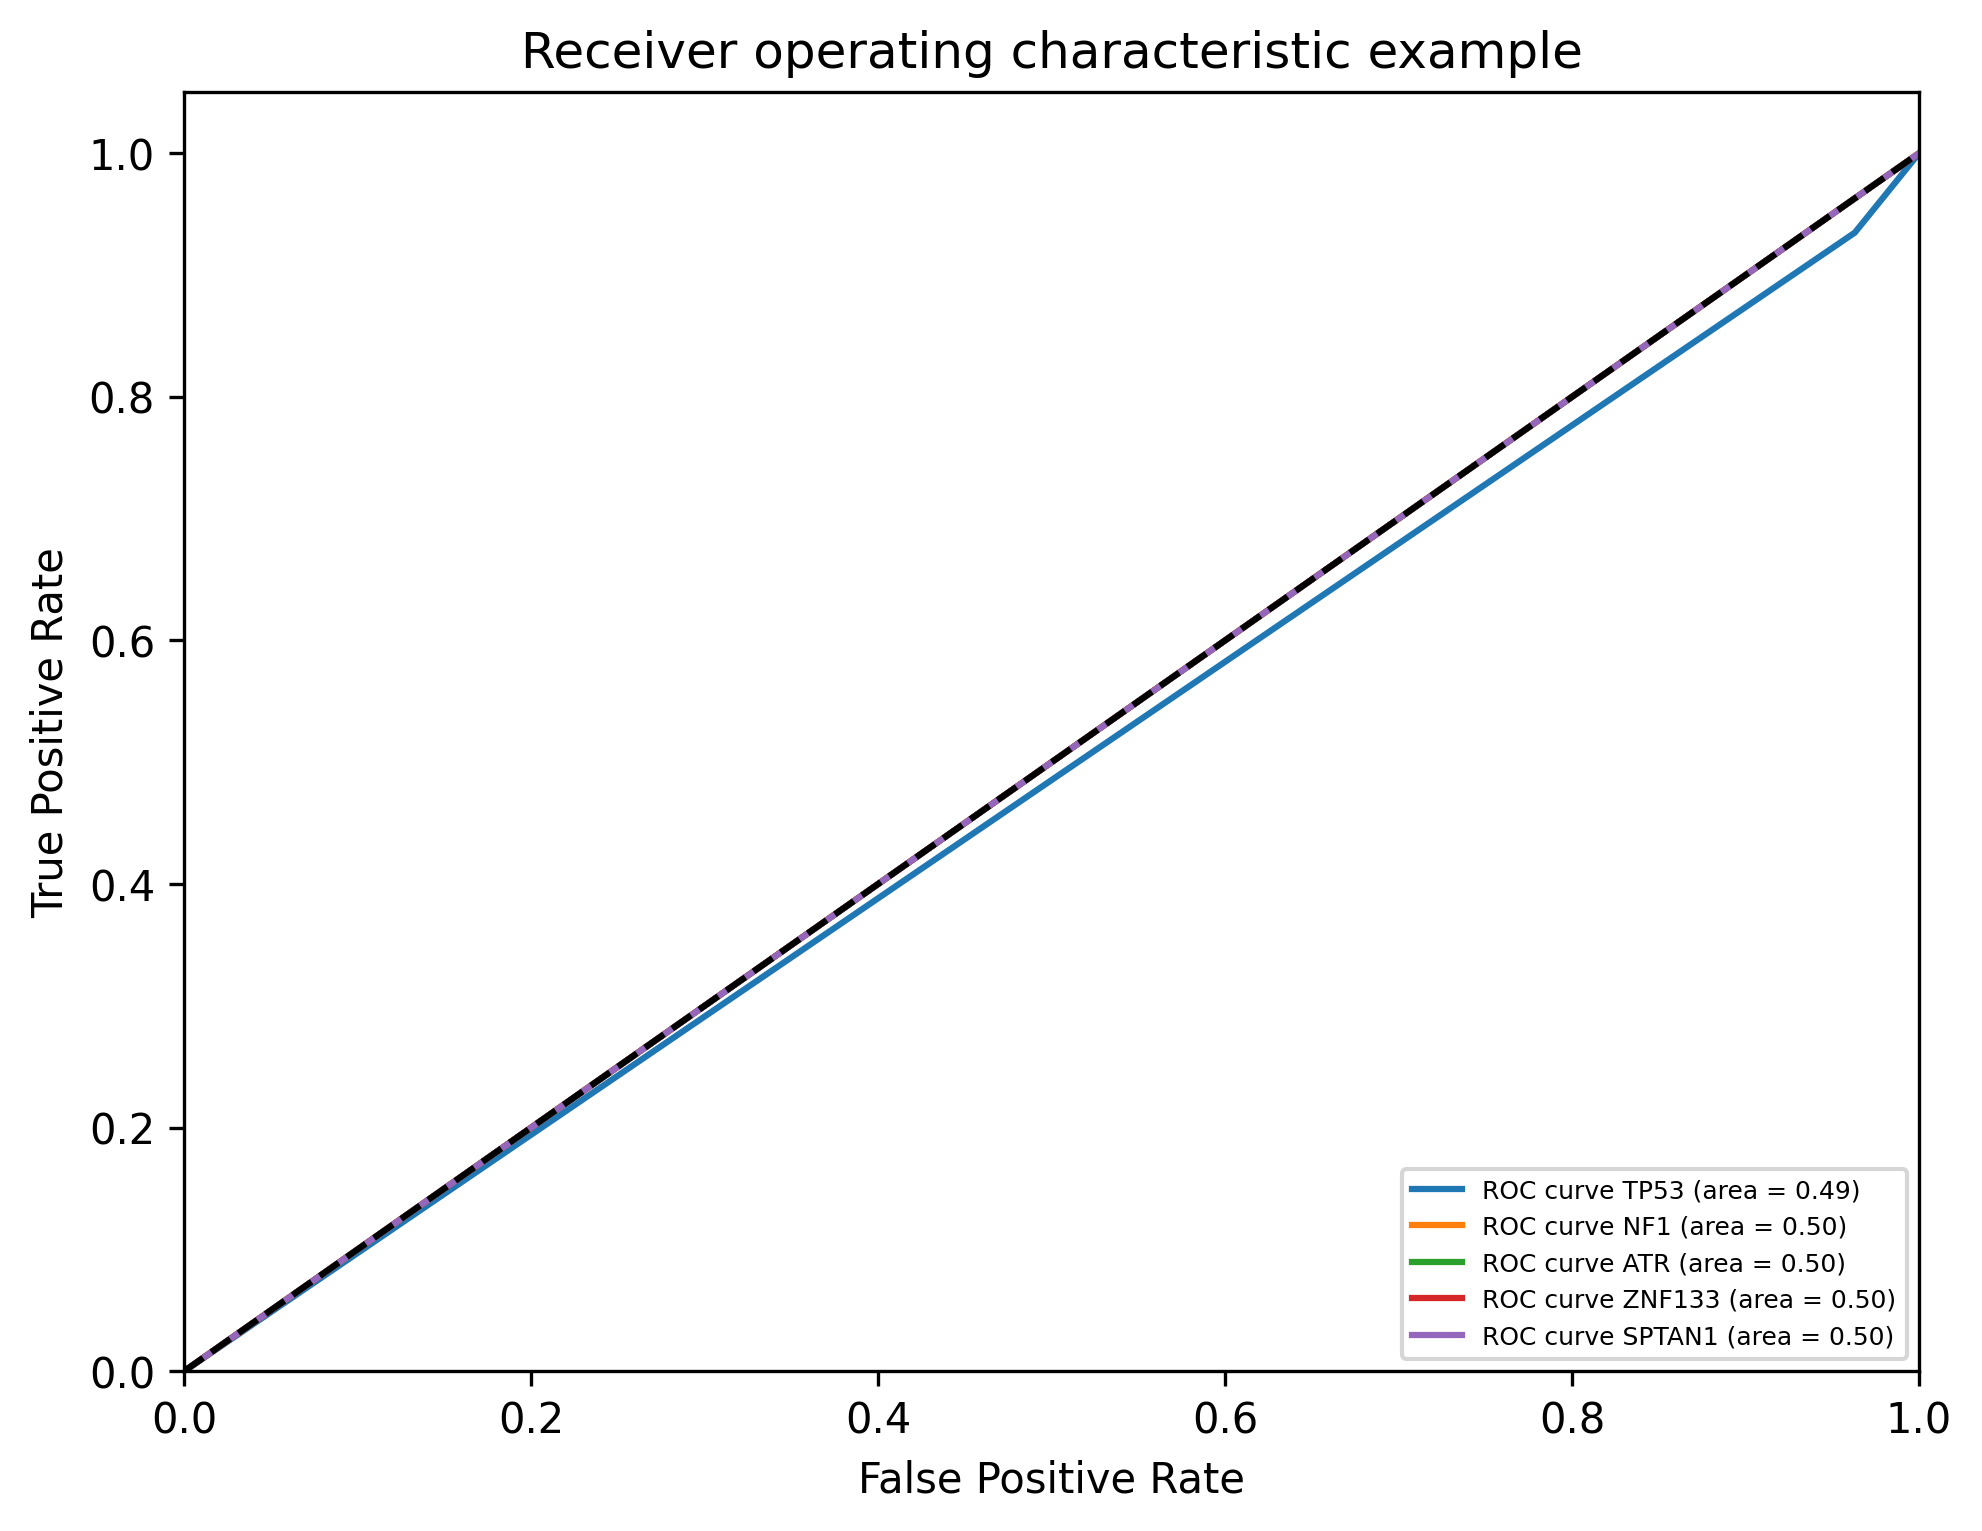 Receiver operating characteristic example
True Positive Rate
1.0
0.8
0.6
0.4
0.2
0.0
ROC curve TP53 (area = 0.49)
ROC curve NF1 (area = 0.50)
ROC curve ATR (area = 0.50)
ROC curve ZNF133 (area = 0.50)
ROC curve SPTAN1 (area = 0.50)
0.0 0.2 0.4 0.6 0.8 1.0
False Positive Rate